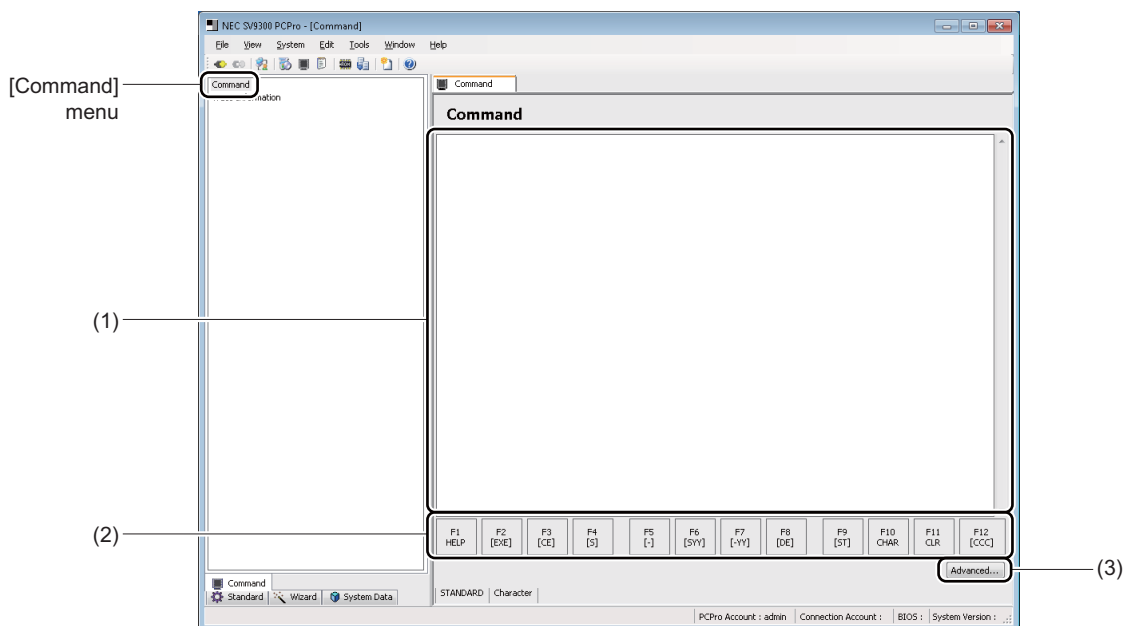 NEC SV9300 PCPro - [Command]
File View System Edit Tools Window Help
[Command]
menu
Command
Command
Command
(1)
(2)
F1
HELP
F2
[EXE]
F3
[CE]
F4
[S]
F5
[-]
F6
[SYY]
F7
[-YY]
F8
[DE]
F9
[ST]
F10
CHAR
F11
CLR
F12
[CCC]
Advanced...
(3)
Command
Standard Wizard System Data
STANDARD Character
PCPro Account : admin Connection Account : BIOS : System Version :